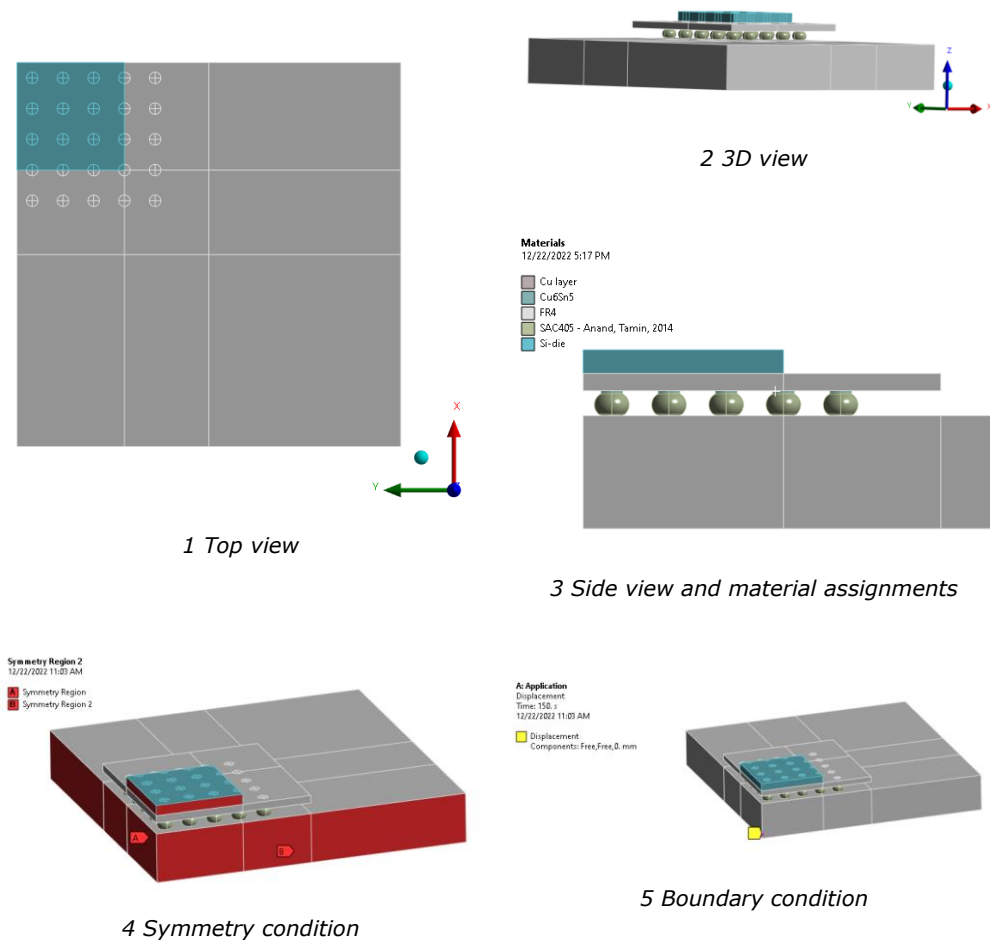 X
Y
1 Top view
Z
Y
X
2 3D view
Materials
12/22/2022 5:17 PM
Cu layer
Cu6Sn5
FR4
SAC405 - Anand, Tamin, 2014
Si-die
3 Side view and material assignments
Symmetry Region 2
12/22/2022 11:03 AM
A Symmetry Region
B Symmetry Region 2
A
B
4 Symmetry condition
A: Application
Displacement
Time: 150. s
12/22/2022 11:03 AM
Displacement
Components: Free,Free,0. mm
5 Boundary condition